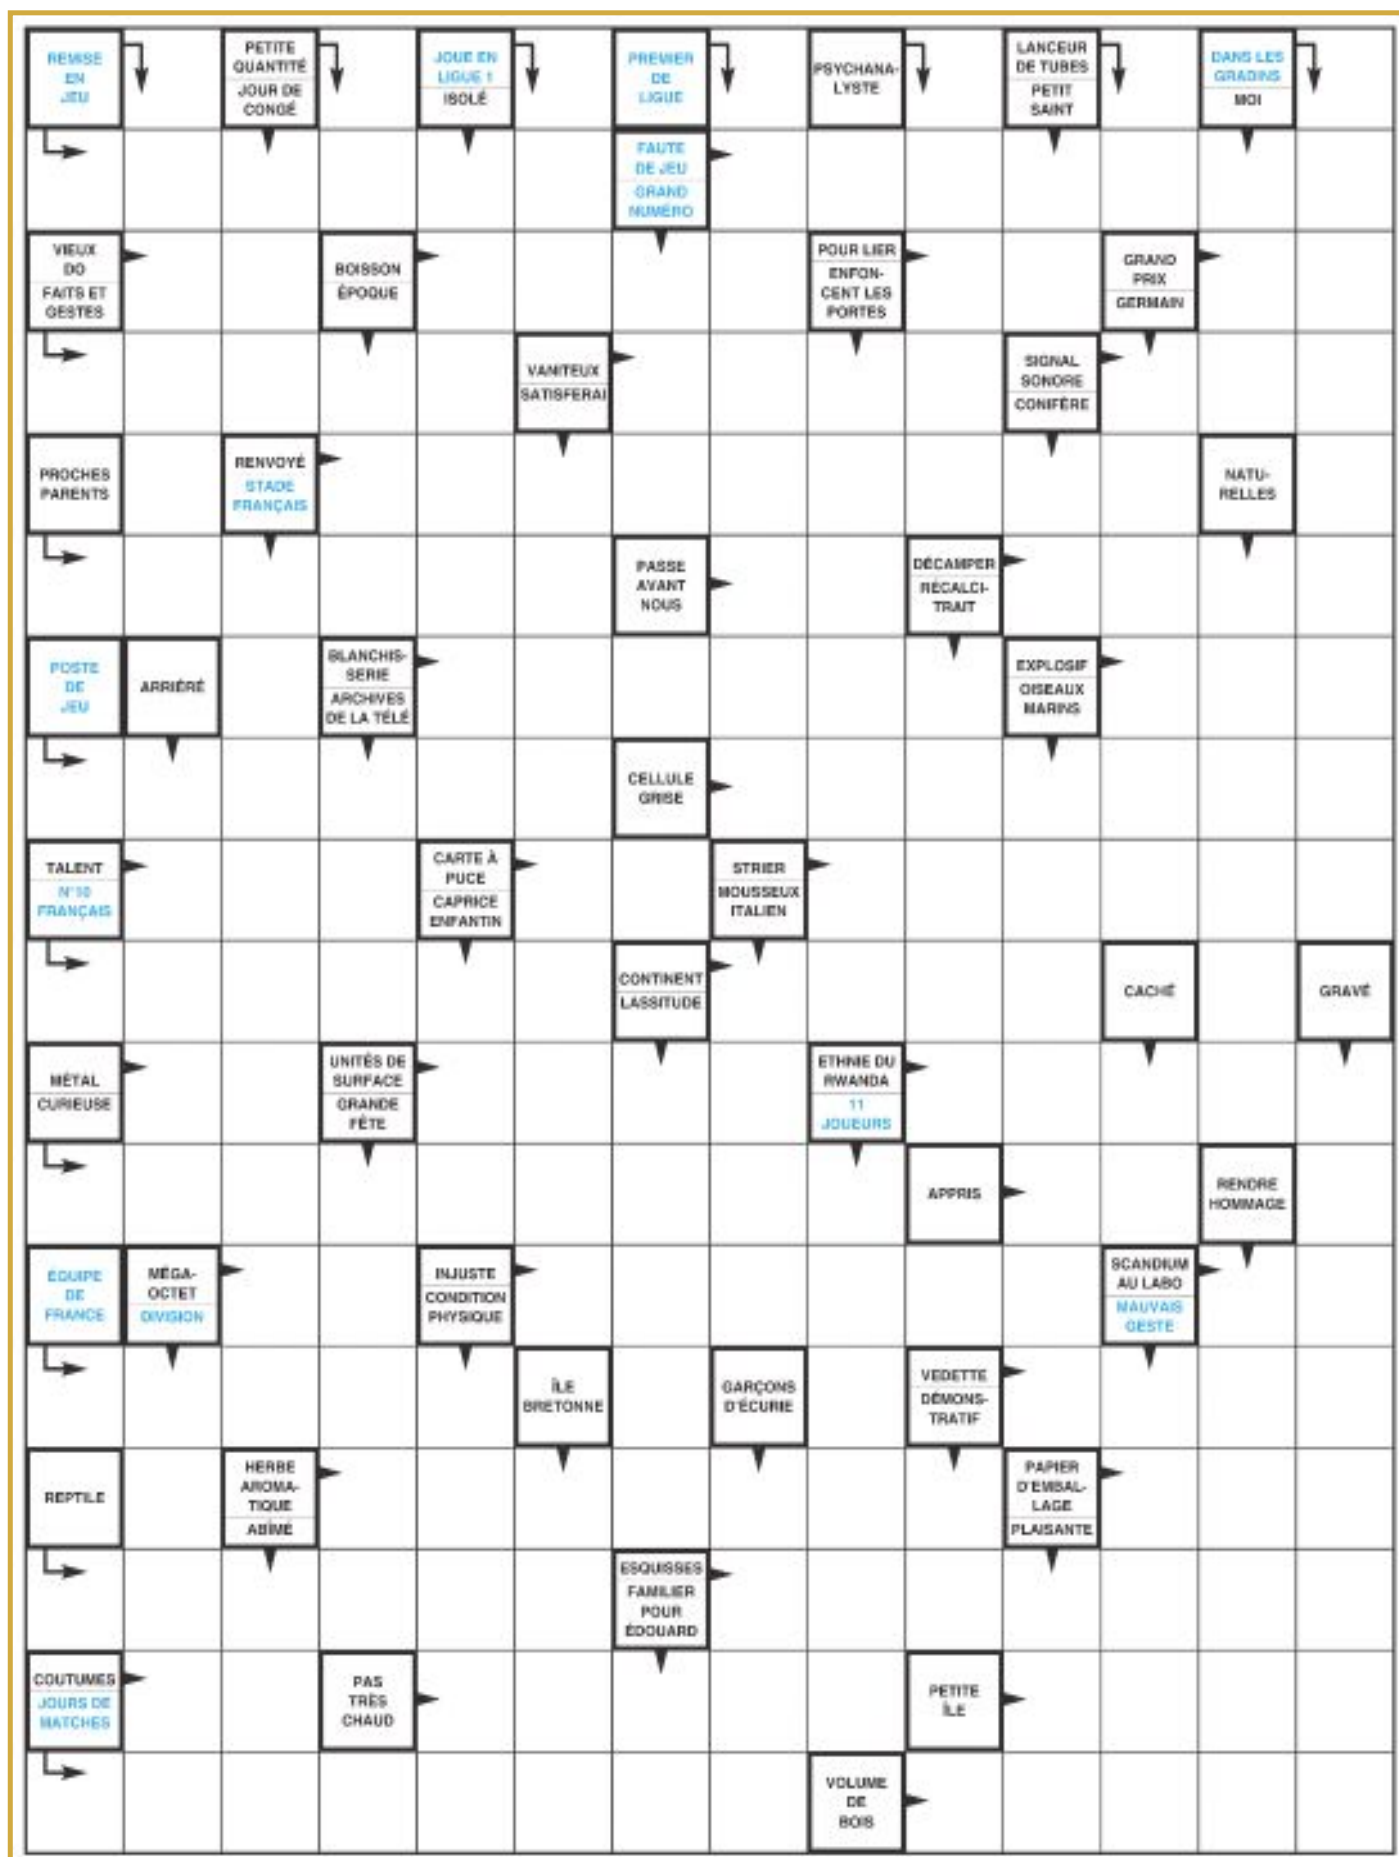 REMISE
EN
JEU
PETITE
QUANTITÉ
JOUR DE
CONGÉ
JOUE EN
LIGUE 1
ISOLÉ
PREMIER
DE
LIGUE
PSYCHANA-
LYSTE
LANCEUR
DE TUBES
PETIT
SAINT
DANS LES
GRADINS
MOI
FAUTE
DE JEU
GRAND
NUMÉRO
VIEUX
DO
FAITS ET
GESTES
BOISSON
ÉPOQUE
POUR LIER
ENFON-
CENT LES
PORTES
GRAND
PRIX
GERMAIN
VANITEUX
SATISFERAI
SIGNAL
SONORE
CONIFÈRE
PROCHES
PARENTS
RENVOYÉ
STADE
FRANÇAIS
NATU-
RELLES
PASSE
AVANT
NOUS
DÉCAMPER
RÉCALCI-
TRAIT
POSTE
DE
JEU
ARRIÉRÉ
BLANCHIS-
SERIE
ARCHIVES
DE LA TÉLÉ
EXPLOSIF
OISEAUX
MARINS
CELLULE
GRISE
TALENT
N°10
FRANÇAIS
CARTE À
PUCE
CAPRICE
ENFANTIN
STRIER
MOUSSEUX
ITALIEN
CONTINENT
LASSITUDE
CACHÉ
GRAVÉ
MÉTAL
CURIEUSE
UNITÉS DE
SURFACE
GRANDE
FÊTE
ETHNIE DU
RWANDA
11
JOUEURS
APPRIS
RENDRE
HOMMAGE
ÉQUIPE
DE
FRANCE
MÉGA-
OCTET
DIVISION
INJUSTE
CONDITION
PHYSIQUE
SCANDIUM
AU LABO
MAUVAIS
GESTE
ÎLE
BRETONNE
GARÇONS
D'ÉCURIE
VEDETTE
DÉMONS-
TRATIF
REPTILE
HERBE
AROMA-
TIQUE
ABÎMÉ
PAPIER
D'EMBAL-
LAGE
PLAISANTE
ESQUISSES
FAMILIER
POUR
ÉDOUARD
COUTUMES
JOURS DE
MATCHES
PAS
TRÈS
CHAUD
PETITE
ÎLE
VOLUME
DE
BOIS